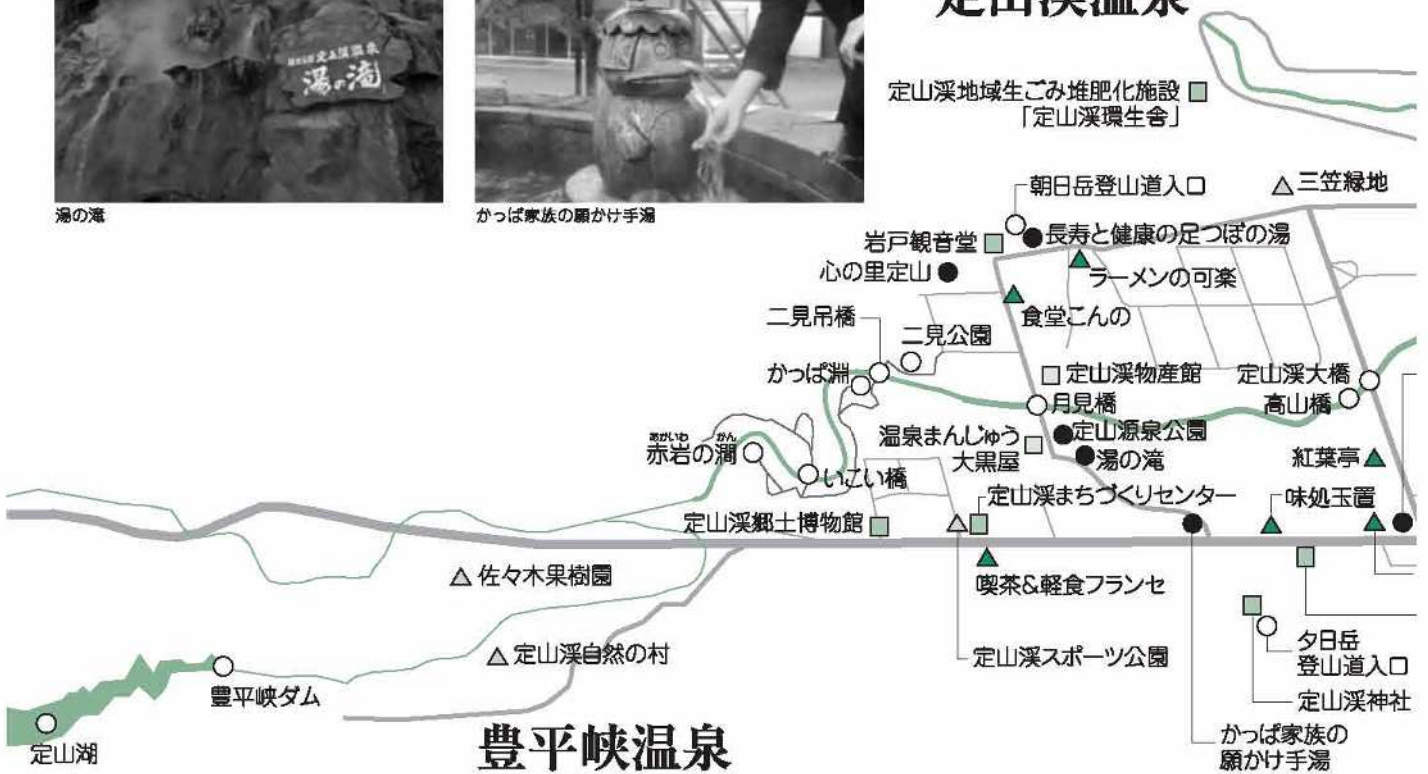 定山渓温泉
湯の滝
湯の滝
かっぱ家族の願かけ手湯
定山渓地域生ごみ堆肥化施設
「定山渓環生舎」
朝日岳登山道入口
三笠緑地
岩戸観音堂
長寿と健康の足つぼの湯
心の里定山
ラーメンの可楽
食堂こんの
二見吊橋
二見公園
かっぱ淵
定山渓物産館
定山渓大橋
月見橋
高山橋
あかいわ かん
赤岩の澗
温泉まんじゅう
大黒屋
定山源泉公園
湯の滝
紅葉亭
いこい橋
定山渓まちづくりセンター
味処玉置
定山渓郷土博物館
佐々木果樹園
喫茶&軽食フランセ
定山渓自然の村
定山渓スポーツ公園
夕日岳
登山道入口
豊平峡ダム
定山渓神社
定山湖
豊平峡温泉
かっぱ家族の
願かけ手湯